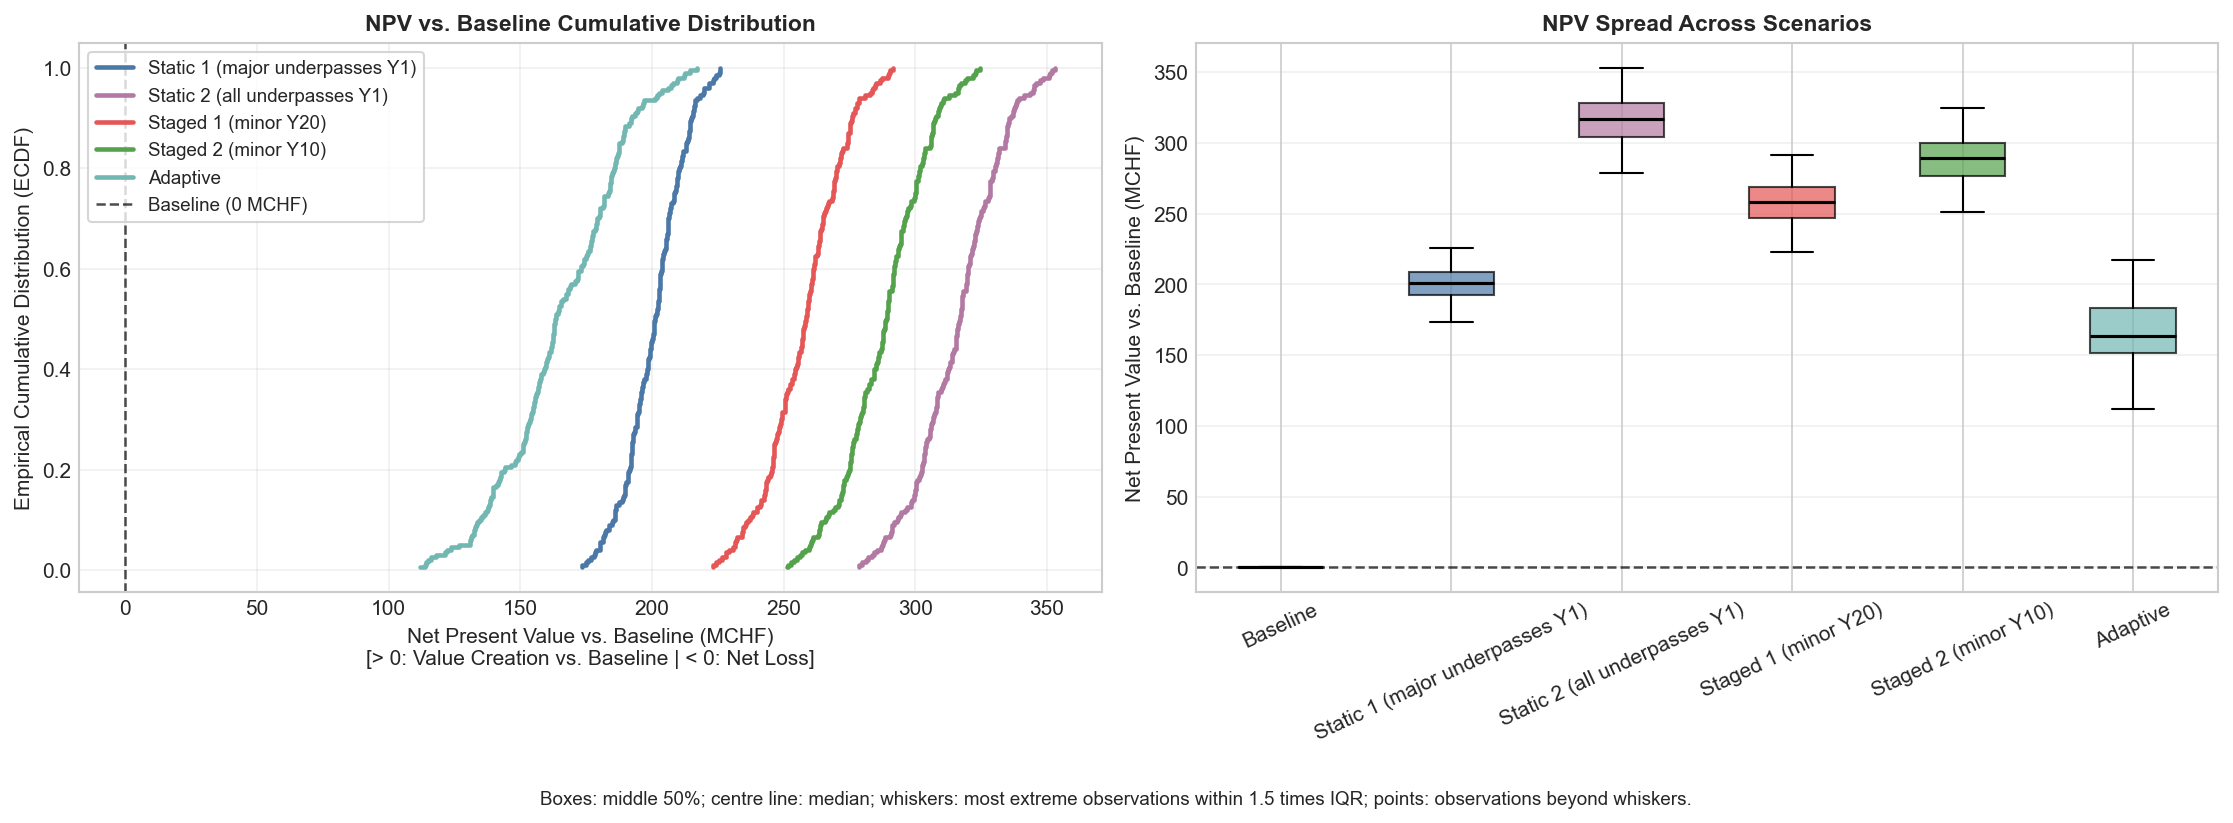 NPV vs. Baseline Cumulative Distribution
Empirical Cumulative Distribution (ECDF)
1.0
0.8
0.6
0.4
0.2
0.0
Static 1 (major underpasses Y1)
Static 2 (all underpasses Y1)
Staged 1 (minor Y20)
Staged 2 (minor Y10)
Adaptive
Baseline (0 MCHF)
0 50 100 150 200 250 300 350
Net Present Value vs. Baseline (MCHF)
[> 0: Value Creation vs. Baseline | < 0: Net Loss]
NPV Spread Across Scenarios
Net Present Value vs. Baseline (MCHF)
350
300
250
200
150
100
50
0
Baseline
Static 1 (major underpasses Y1)
Static 2 (all underpasses Y1)
Staged 1 (minor Y20)
Staged 2 (minor Y10)
Adaptive
Boxes: middle 50%; centre line: median; whiskers: most extreme observations within 1.5 times IQR; points: observations beyond whiskers.